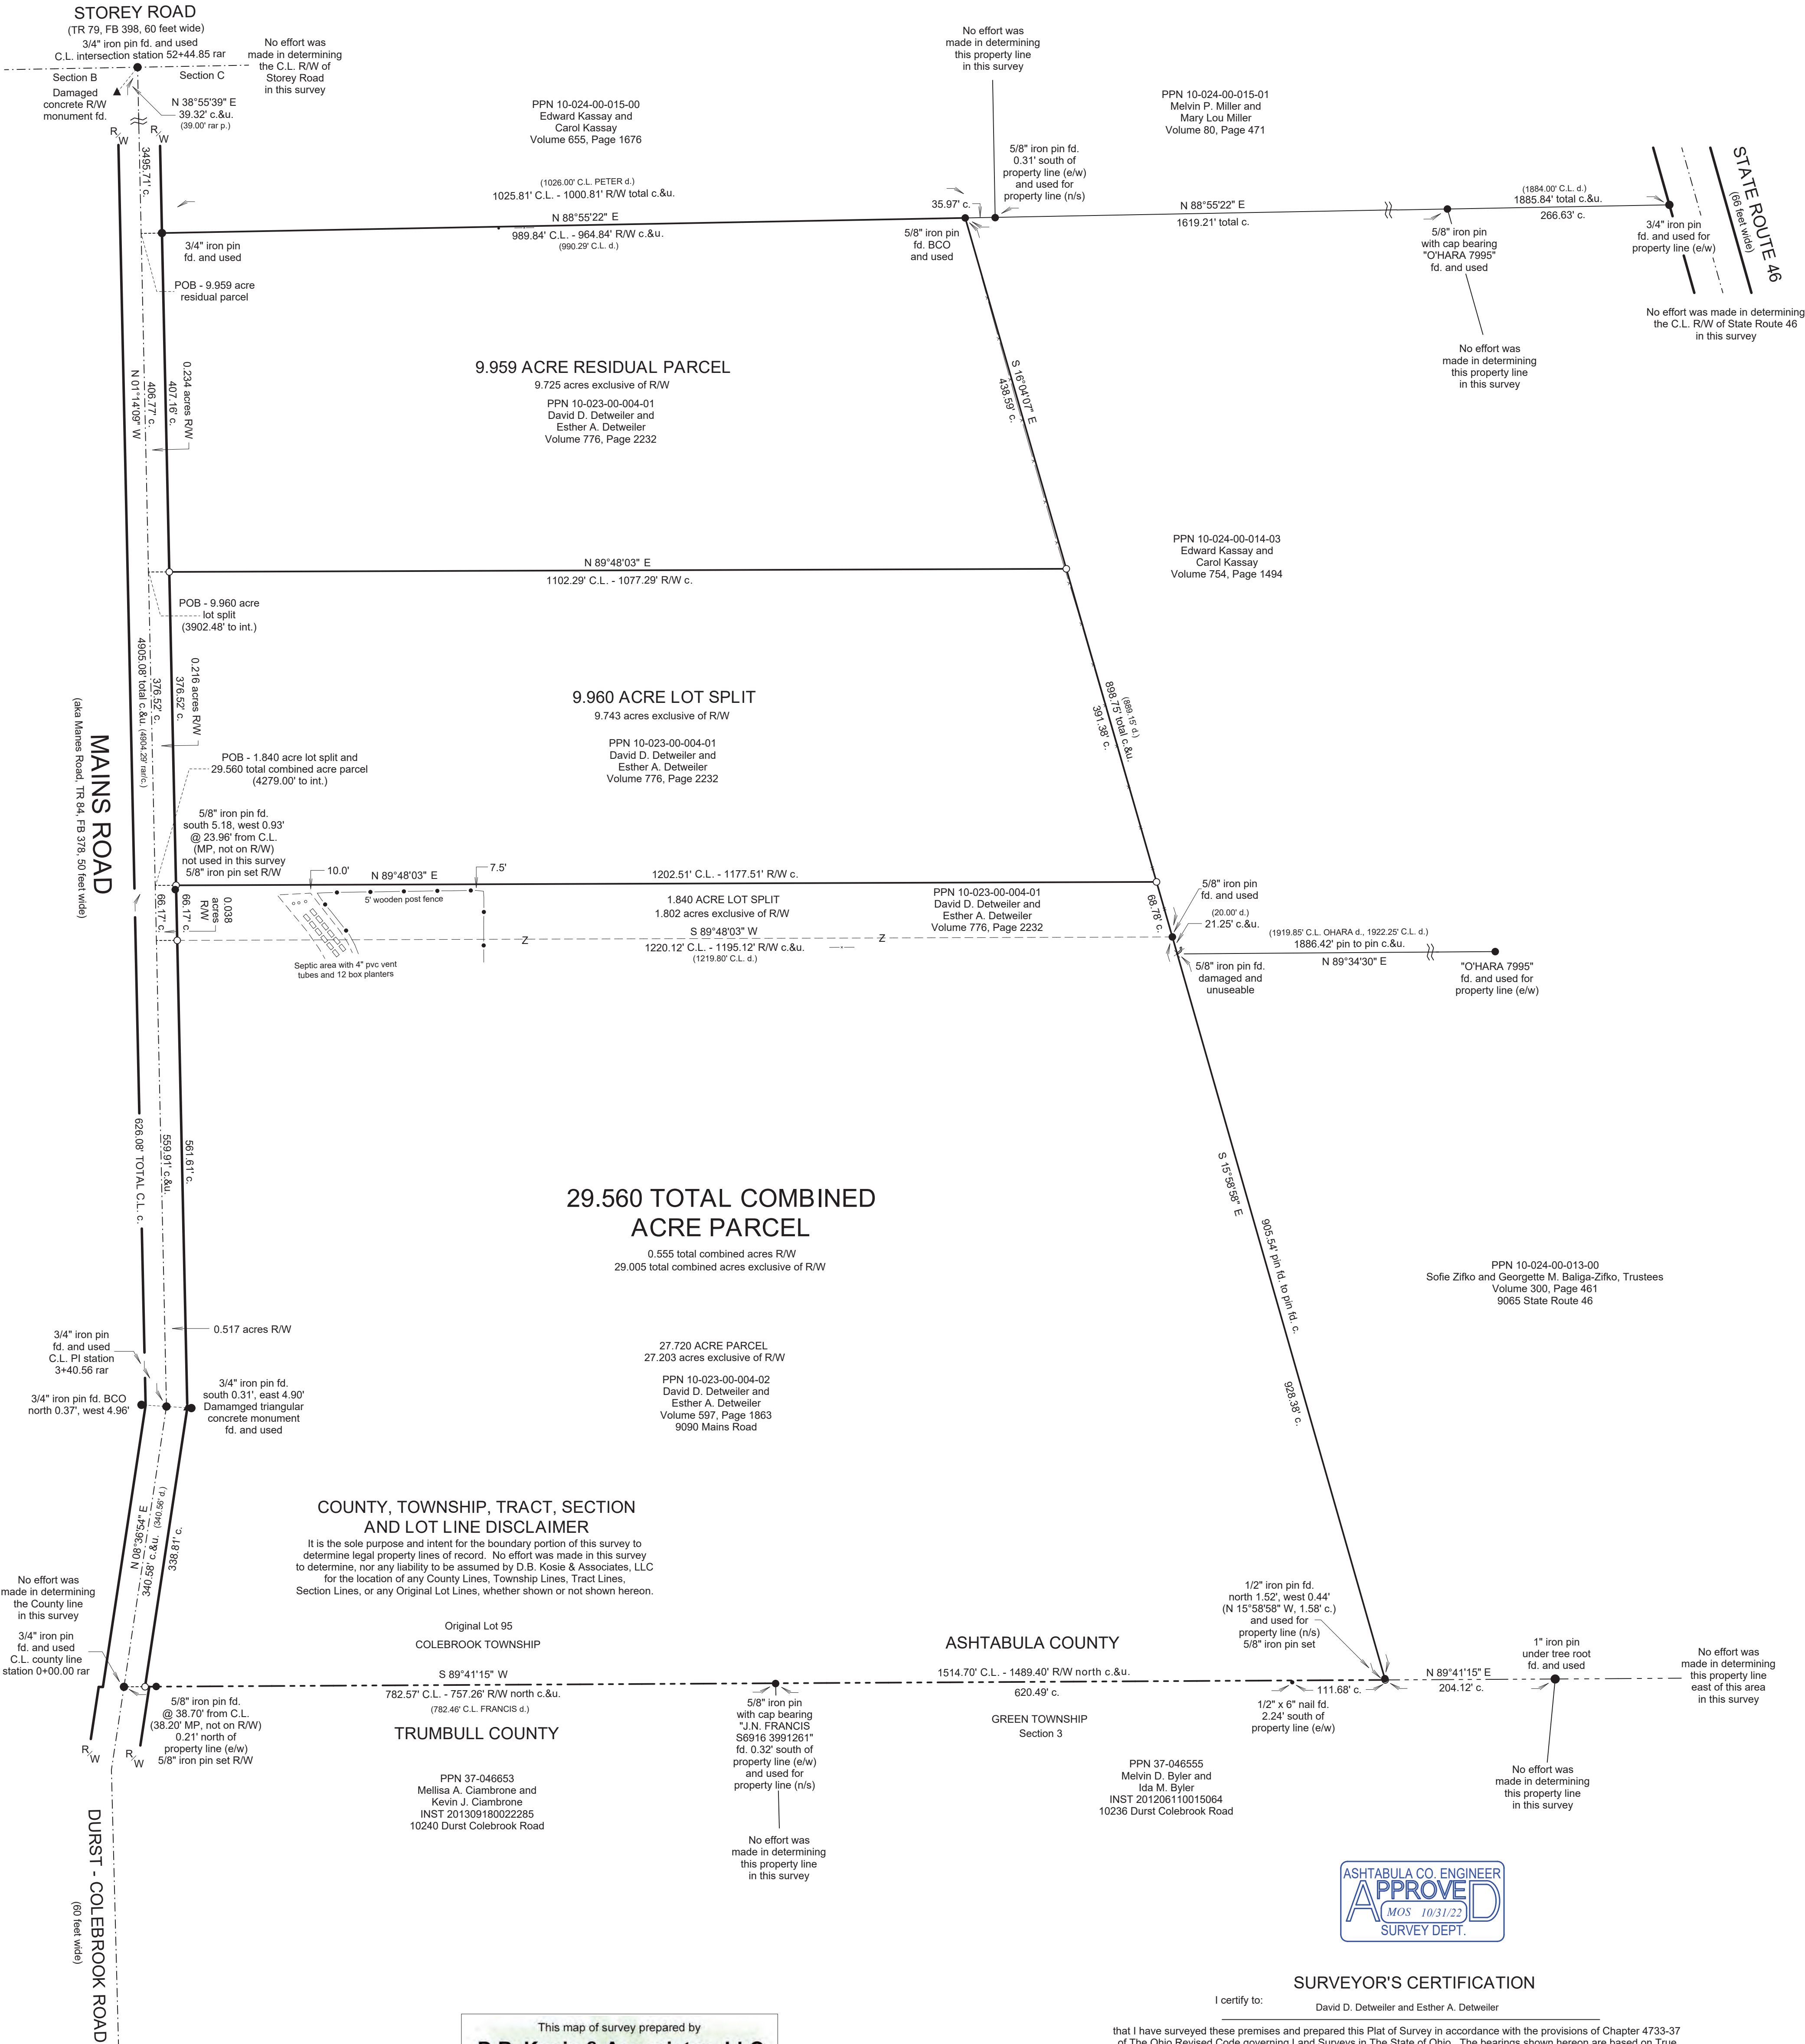 STOREY ROAD
(TR 79, FB 398, 60 feet wide)
3/4" iron pin fd. and used
C.L. intersection station 52+44.85 rar
Section B
Section C
No effort was
made in determining
the C.L. R/W of
Storey Road
in this survey
Damaged
concrete R/W
monument fd.
N 38°55'39" E
39.32' c.&u.
(39.00' rar p.)
R/W
R/W
3495.71' c.
PPN 10-024-00-015-00
Edward Kassay and
Carol Kassay
Volume 655, Page 1676
No effort was
made in determining
this property line
in this survey
PPN 10-024-00-015-01
Melvin P. Miller and
Mary Lou Miller
Volume 80, Page 471
5/8" iron pin fd.
0.31' south of
property line (e/w)
and used for
property line (n/s)
STATE ROUTE 46
(66 feet wide)
(1026.00' C.L. PETER d.)
1025.81' C.L. - 1000.81' R/W total c.&u.
N 88°55'22" E
989.84' C.L. - 964.84' R/W c.&u.
(990.29' C.L. d.)
35.97' c.
5/8" iron pin
fd. BCO
and used
N 88°55'22" E
1619.21' total c.
(1884.00' C.L. d.)
1885.84' total c.&u.
266.63' c.
5/8" iron pin
with cap bearing
"O'HARA 7995"
fd. and used
3/4" iron pin
fd. and used for
property line (e/w)
No effort was made in determining
the C.L. R/W of State Route 46
in this survey
No effort was
made in determining
this property line
in this survey
3/4" iron pin
fd. and used
POB - 9.959 acre
residual parcel
N 01°14'09" W
406.77' c.
407.16' c.
0.234 acres R/W
9.959 ACRE RESIDUAL PARCEL
9.725 acres exclusive of R/W
PPN 10-023-00-004-01
David D. Detweiler and
Esther A. Detweiler
Volume 776, Page 2232
S 16°04'07" E
438.59' c.
N 89°48'03" E
1102.29' C.L. - 1077.29' R/W c.
PPN 10-024-00-014-03
Edward Kassay and
Carol Kassay
Volume 754, Page 1494
POB - 9.960 acre
lot split
(3902.48' to int.)
4905.08' total c.&u. (4904.29' rar/c.)
376.52' c.
376.52' c.
0.216 acres R/W
MAINS ROAD
(aka Manes Road, TR 84, FB 378, 50 feet wide)
9.960 ACRE LOT SPLIT
9.743 acres exclusive of R/W
PPN 10-023-00-004-01
David D. Detweiler and
Esther A. Detweiler
Volume 776, Page 2232
(889.15' d.)
898.75' total c.&u.
391.38' c.
POB - 1.840 acre lot split and
29.560 total combined acre parcel
(4279.00' to int.)
5/8" iron pin fd.
south 5.18, west 0.93'
@ 23.96' from C.L.
(MP, not on R/W)
not used in this survey
5/8" iron pin set R/W
10.0'
N 89°48'03" E
7.5'
5' wooden post fence
1202.51' C.L. - 1177.51' R/W c.
1.840 ACRE LOT SPLIT
1.802 acres exclusive of R/W
PPN 10-023-00-004-01
David D. Detweiler and
Esther A. Detweiler
Volume 776, Page 2232
66.17' c.
66.17' c.
0.038
acres
R/W
S 89°48'03" W
1220.12' C.L. - 1195.12' R/W c.&u.
(1219.80' C.L. d.)
Z
Z
Septic area with 4" pvc vent
tubes and 12 box planters
68.78' c.
5/8" iron pin
fd. and used
(20.00' d.)
21.25' c.&u.
(1919.85' C.L. OHARA d., 1922.25' C.L. d.)
1886.42' pin to pin c.&u.
N 89°34'30" E
5/8" iron pin fd.
damaged and
unuseable
"O'HARA 7995"
fd. and used for
property line (e/w)
626.08' TOTAL C.L. c.
559.91' c.&u.
561.61' c.
29.560 TOTAL COMBINED
ACRE PARCEL
0.555 total combined acres R/W
29.005 total combined acres exclusive of R/W
S 15°58'58" E
905.54' pin fd. to pin fd. c.
928.38' c.
PPN 10-024-00-013-00
Sofie Zifko and Georgette M. Baliga-Zifko, Trustees
Volume 300, Page 461
9065 State Route 46
0.517 acres R/W
3/4" iron pin
fd. and used
C.L. PI station
3+40.56 rar
3/4" iron pin fd. BCO
north 0.37', west 4.96'
3/4" iron pin fd.
south 0.31', east 4.90'
Damamged triangular
concrete monument
fd. and used
27.720 ACRE PARCEL
27.203 acres exclusive of R/W
PPN 10-023-00-004-02
David D. Detweiler and
Esther A. Detweiler
Volume 597, Page 1863
9090 Mains Road
N 08°36'54" E
340.58' c.&u. (340.56' d.)
338.81' c.
COUNTY, TOWNSHIP, TRACT, SECTION
AND LOT LINE DISCLAIMER
It is the sole purpose and intent for the boundary portion of this survey to
determine legal property lines of record. No effort was made in this survey
to determine, nor any liability to be assumed by D.B. Kosie & Associates, LLC
for the location of any County Lines, Township Lines, Tract Lines,
Section Lines, or any Original Lot Lines, whether shown or not shown hereon.
No effort was
made in determining
the County line
in this survey
3/4" iron pin
fd. and used
C.L. county line
station 0+00.00 rar
Original Lot 95
COLEBROOK TOWNSHIP
ASHTABULA COUNTY
1/2" iron pin fd.
north 1.52', west 0.44'
(N 15°58'58" W, 1.58' c.)
and used for
property line (n/s)
5/8" iron pin set
1" iron pin
under tree root
fd. and used
No effort was
made in determining
this property line
east of this area
in this survey
S 89°41'15" W
782.57' C.L. - 757.26' R/W north c.&u.
(782.46' C.L. FRANCIS d.)
1514.70' C.L. - 1489.40' R/W north c.&u.
620.49' c.
111.68' c.
N 89°41'15" E
204.12' c.
5/8" iron pin fd.
@ 38.70' from C.L.
(38.20' MP, not on R/W)
0.21' north of
property line (e/w)
5/8" iron pin set R/W
R/W
R/W
TRUMBULL COUNTY
5/8" iron pin
with cap bearing
"J.N. FRANCIS
S6916 3991261"
fd. 0.32' south of
property line (e/w)
and used for
property line (n/s)
GREEN TOWNSHIP
Section 3
1/2" x 6" nail fd.
2.24' south of
property line (e/w)
PPN 37-046653
Mellisa A. Ciambrone and
Kevin J. Ciambrone
INST 201309180022285
10240 Durst Colebrook Road
PPN 37-046555
Melvin D. Byler and
Ida M. Byler
INST 201206110015064
10236 Durst Colebrook Road
No effort was
made in determining
this property line
in this survey
No effort was
made in determining
this property line
in this survey
DURST - COLEBROOK ROAD
(60 feet wide)
ASHTABULA CO. ENGINEER
APPROVED
MOS 10/31/22
SURVEY DEPT.
SURVEYOR'S CERTIFICATION
I certify to:
David D. Detweiler and Esther A. Detweiler
that I have surveyed these premises and prepared this Plat of Survey in accordance with the provisions of Chapter 4733-37
of The Ohio Revised Code governing Land Surveys in The State of Ohio. The bearings shown hereon are based on True
This map of survey prepared by
D.B. Kosie & Associates, LLC